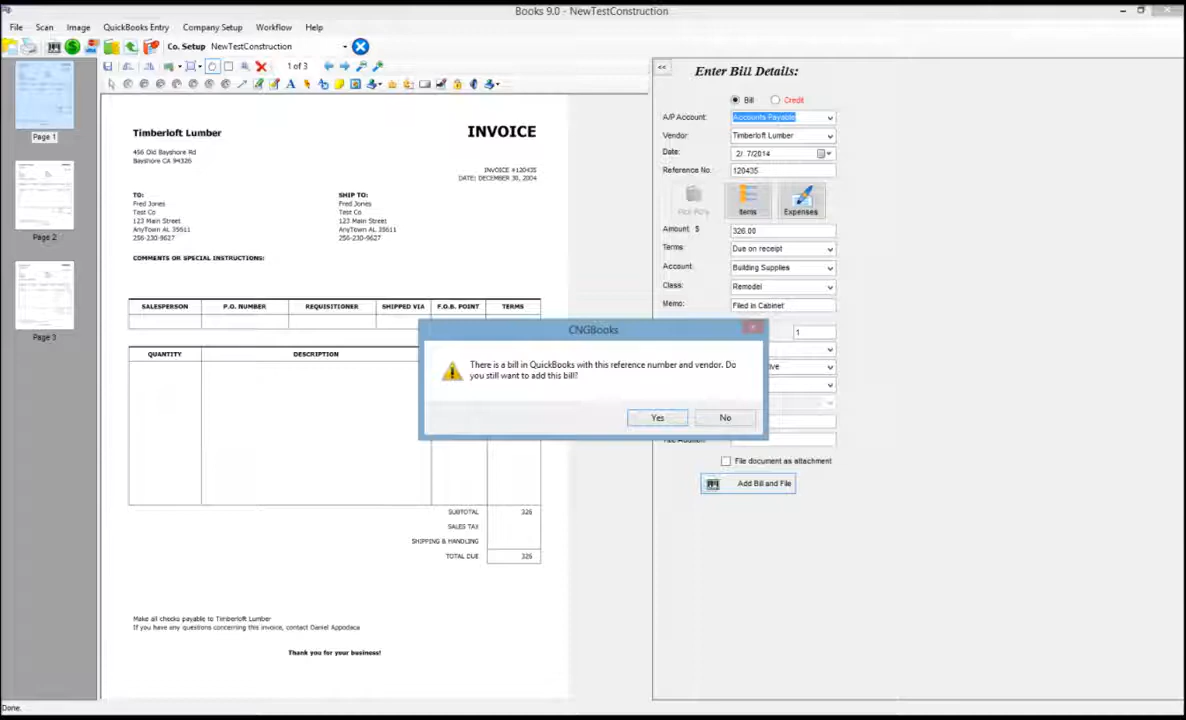 Books 9.0 - NewTestConstruction
File Scan Image QuickBooks Entry Company Setup Workflow Help
Co. Setup NewTestConstruction
1 of 3
Page 1
Page 2
Page 3
Timberloft Lumber
INVOICE
456 Old Bayshore Rd
Bayshore CA 94326
INVOICE #120435
DATE: DECEMBER 30, 2004
TO:
Fred Jones
Test Co
123 Main Street
AnyTown AL 35611
256-230-9627
SHIP TO:
Fred Jones
Test Co
123 Main Street
AnyTown AL 35611
256-230-9627
COMMENTS OR SPECIAL INSTRUCTIONS:
SALESPERSON P.O. NUMBER REQUISITIONER SHIPPED VIA F.O.B. POINT TERMS
QUANTITY DESCRIPTION
SUBTOTAL 326
SALES TAX
SHIPPING & HANDLING
TOTAL DUE 326
Make all checks payable to Timberloft Lumber
If you have any questions concerning this invoice, contact Daniel Appodaca
Thank you for your business!
<< Enter Bill Details:
Bill Credit
A/P Account: Accounts Payable
Vendor: Timberloft Lumber
Date: 2/ 7/2014
Reference No: 120435
Pick PO's Items Expenses
Amount $ 326.00
Terms: Due on receipt
Account: Building Supplies
Class: Remodel
Memo: Filed in Cabinet
1
CNGBooks
There is a bill in QuickBooks with this reference number and vendor. Do
you still want to add this bill?
Yes No
File document as attachment
Add Bill and File
Done.